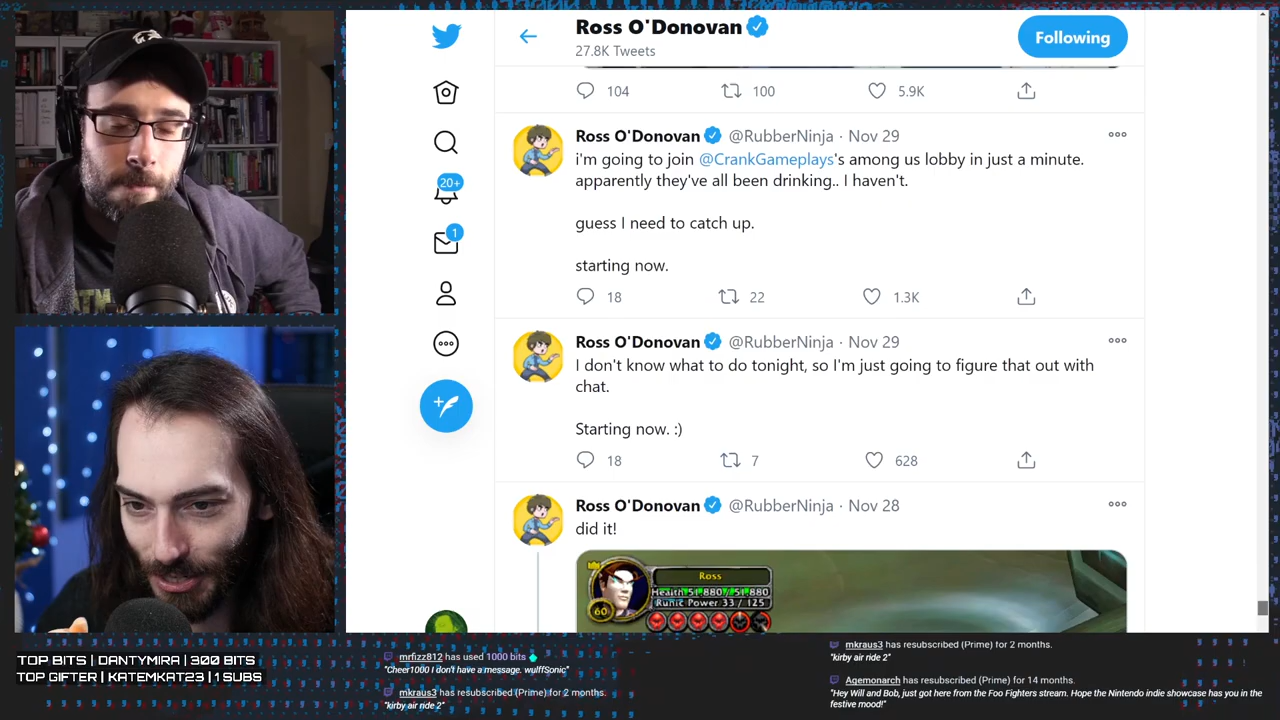 Ross O'Donovan
27.8K Tweets
Following
104 100 5.9K
Ross O'Donovan @RubberNinja · Nov 29
i'm going to join @CrankGameplays's among us lobby in just a minute.
apparently they've all been drinking.. I haven't.
guess I need to catch up.
starting now.
18 22 1.3K
Ross O'Donovan @RubberNinja · Nov 29
I don't know what to do tonight, so I'm just going to figure that out with
chat.
Starting now. :)
18 7 628
Ross O'Donovan @RubberNinja · Nov 28
did it!
Ross
Health 51,880 / 51,880
Runic Power 33 / 125
60
20+
1
TOP BITS | DANTYMIRA | 300 BITS
TOP GIFTER | KATEMKAT23 | 1 SUBS
mrfizz812 has used 1000 bits
"Cheer1000 I don't have a message. wulffSonic"
mkraus3 has resubscribed (Prime) for 2 months.
"kirby air ride 2"
mkraus3 has resubscribed (Prime) for 2 months.
"kirby air ride 2"
Agemonarch has resubscribed (Prime) for 14 months.
"Hey Will and Bob, just got here from the Foo Fighters stream. Hope the Nintendo indie showcase has you in the
festive mood!"